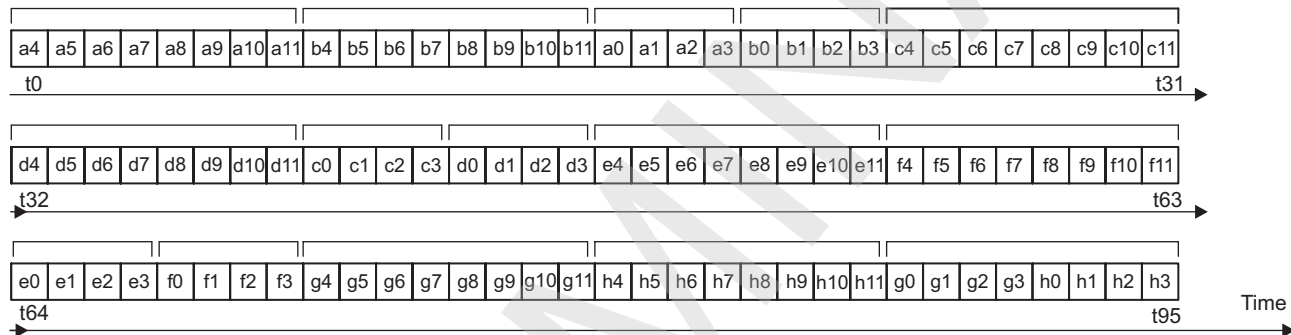 a4 a5 a6 a7 a8 a9 a10 a11 b4 b5 b6 b7 b8 b9 b10 b11 a0 a1 a2 a3 b0 b1 b2 b3 c4 c5 c6 c7 c8 c9 c10 c11
t0 t31
d4 d5 d6 d7 d8 d9 d10 d11 c0 c1 c2 c3 d0 d1 d2 d3 e4 e5 e6 e7 e8 e9 e10 e11 f4 f5 f6 f7 f8 f9 f10 f11
t32 t63
e0 e1 e2 e3 f0 f1 f2 f3 g4 g5 g6 g7 g8 g9 g10 g11 h4 h5 h6 h7 h8 h9 h10 h11 g0 g1 g2 g3 h0 h1 h2 h3
t64 t95 Time